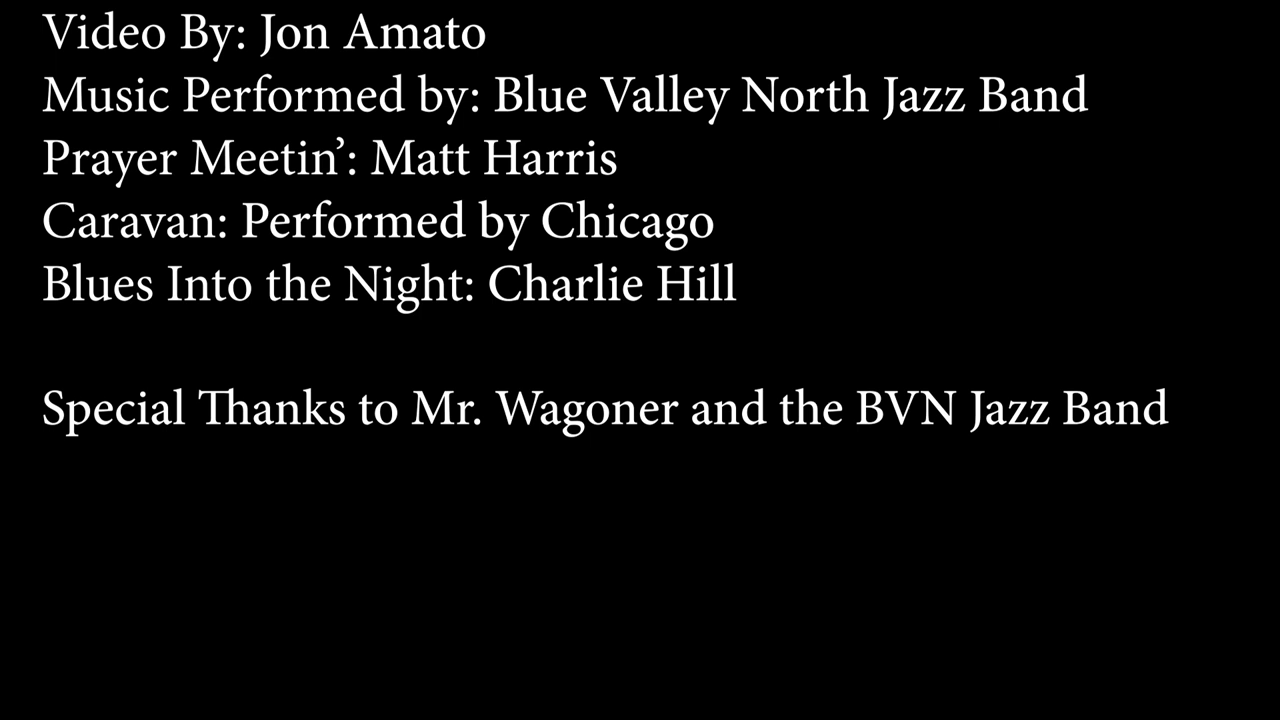 Video By: Jon Amato
Music Performed by: Blue Valley North Jazz Band
Prayer Meetin’: Matt Harris
Caravan: Performed by Chicago
Blues Into the Night: Charlie Hill
Special Thanks to Mr. Wagoner and the BVN Jazz Band